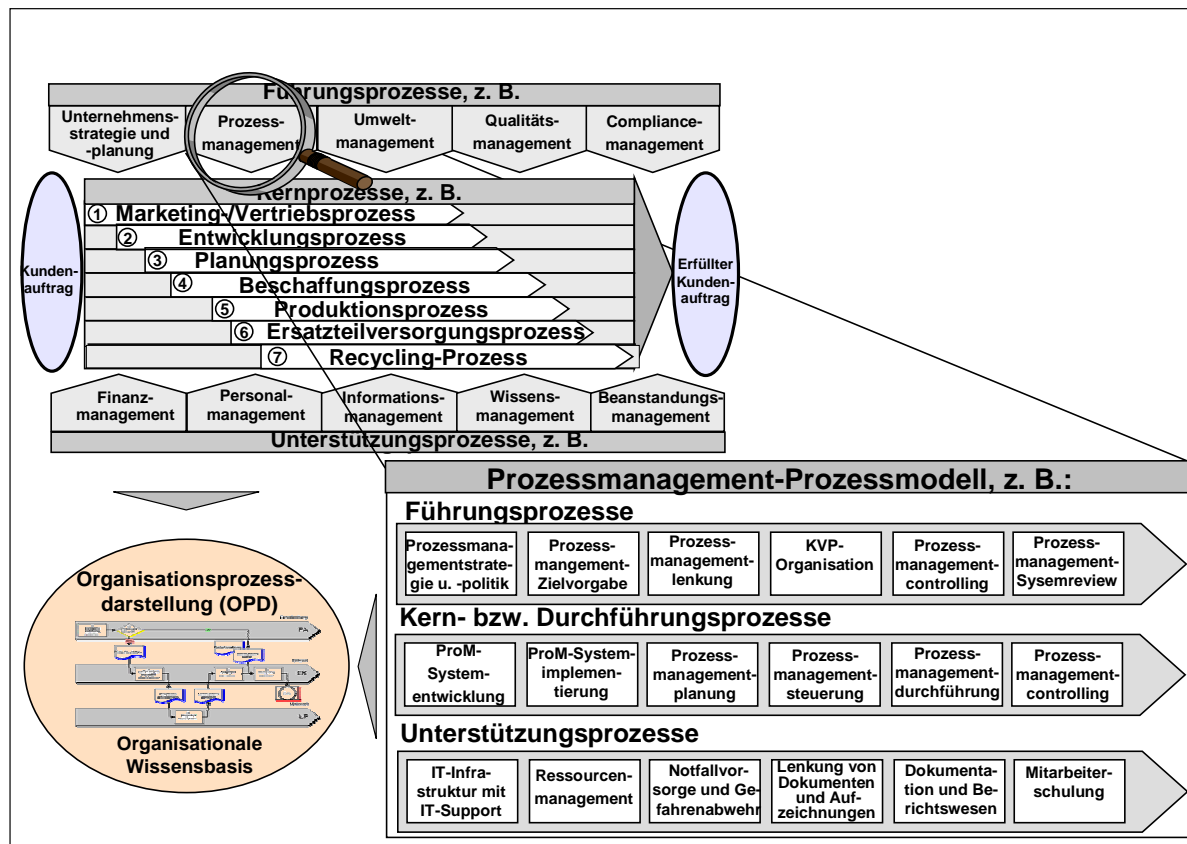 Führungsprozesse, z. B.
Unternehmens-
strategie und
-planung
Prozess-
management
Umwelt-
management
Qualitäts-
management
Compliance-
management
Kundenauftrag
Kernprozesse, z. B.
1 Marketing-/Vertriebsprozess
2 Entwicklungsprozess
3 Planungsprozess
4 Beschaffungsprozess
5 Produktionsprozess
6 Ersatzteilversorgungsprozess
7 Recycling-Prozess
Erfüllter
Kunden-
auftrag
Finanz-
management
Personal-
management
Informations-
management
Wissens-
management
Beanstandungs-
management
Unterstützungsprozesse, z. B.
Prozessmanagement-Prozessmodell, z. B.:
Führungsprozesse
Prozessmana-
gementstrate-
gie u. -politik
Prozess-
mangement-
Zielvorgabe
Prozess-
management-
lenkung
KVP-
Organisation
Prozess-
management-
controlling
Prozess-
management-
Sysemreview
Kern- bzw. Durchführungsprozesse
ProM-
System-
entwicklung
ProM-System-
implemen-
tierung
Prozess-
management-
planung
Prozess-
management-
steuerung
Prozess-
management-
durchführung
Prozess-
management-
controlling
Unterstützungsprozesse
IT-Infra-
struktur mit
IT-Support
Ressourcen-
management
Notfallvor-
sorge und Ge-
fahrenabwehr
Lenkung von
Dokumenten
und Auf-
zeichnungen
Dokumenta-
tion und Be-
richtswesen
Mitarbeiter-
schulung
Organisationsprozess-
darstellung (OPD)
Organisationale
Wissensbasis